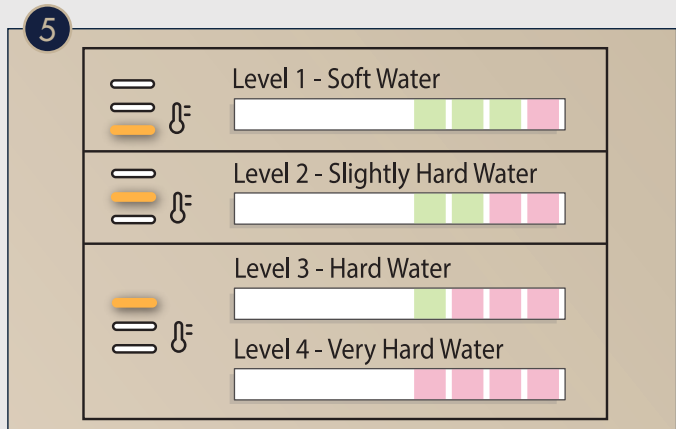 5
Level 1 - Soft Water
Level 2 - Slightly Hard Water
Level 3 - Hard Water
Level 4 - Very Hard Water